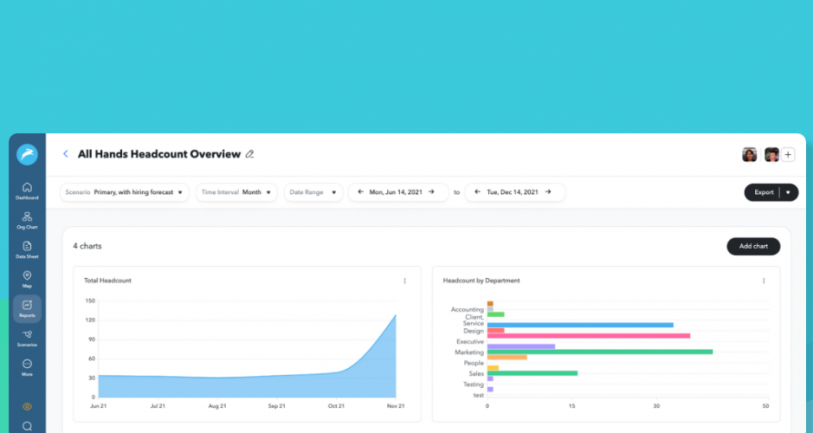 All Hands Headcount Overview
Scenario Primary, with hiring forecast
Time Interval Month
Date Range
Mon, Jun 14, 2021
to
Tue, Dec 14, 2021
Export
Dashboard
Org Chart
Data Sheet
Map
Reports
Scenarios
More
4 charts
Add chart
Total Headcount
150
120
90
60
30
0
Jun 21
Jul 21
Aug 21
Sep 21
Oct 21
Nov 21
Headcount by Department
Accounting
Client,
Service
Design
Executive
Marketing
People
Sales
Testing
test
0
15
30
50